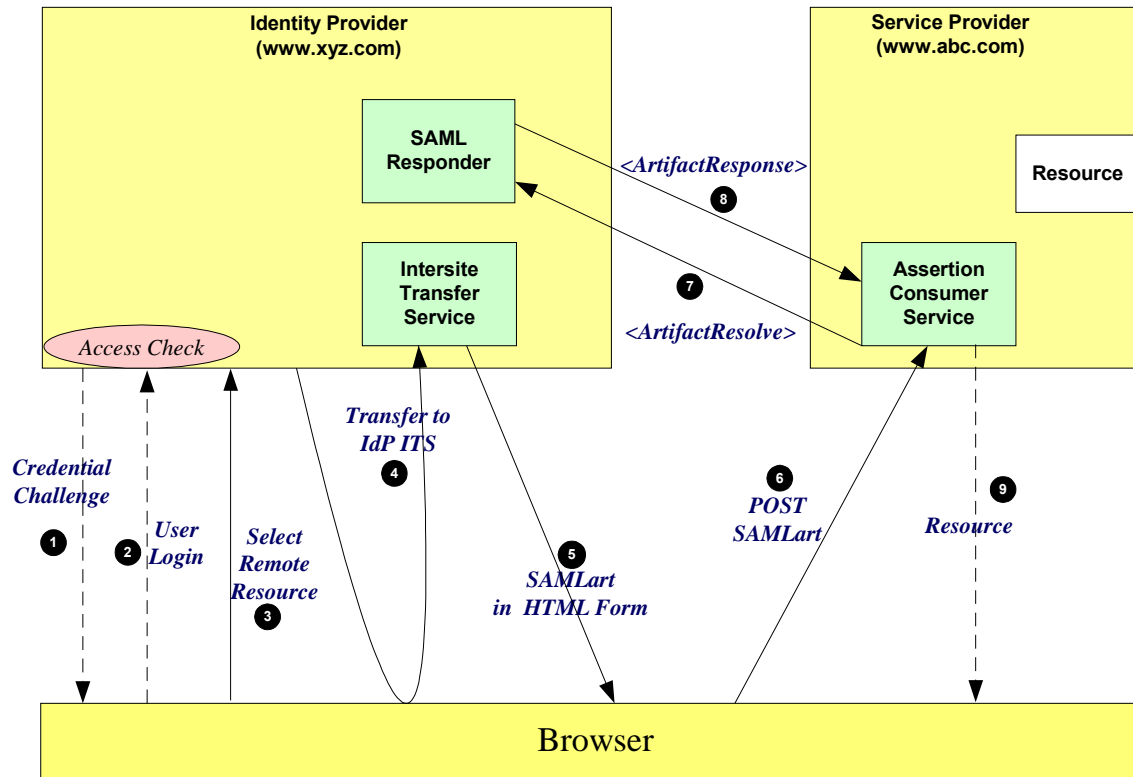 Identity Provider
(www.xyz.com)
Service Provider
(www.abc.com)
SAML
Responder
<ArtifactResponse>
8
Resource
Intersite
Transfer
Service
7
<ArtifactResolve>
Assertion
Consumer
Service
Access Check
Transfer to
IdP ITS
4
Credential
Challenge
1
2
User
Login
Select
Remote
Resource
3
5
SAMLart
in HTML Form
6
POST
SAMLart
9
Resource
Browser